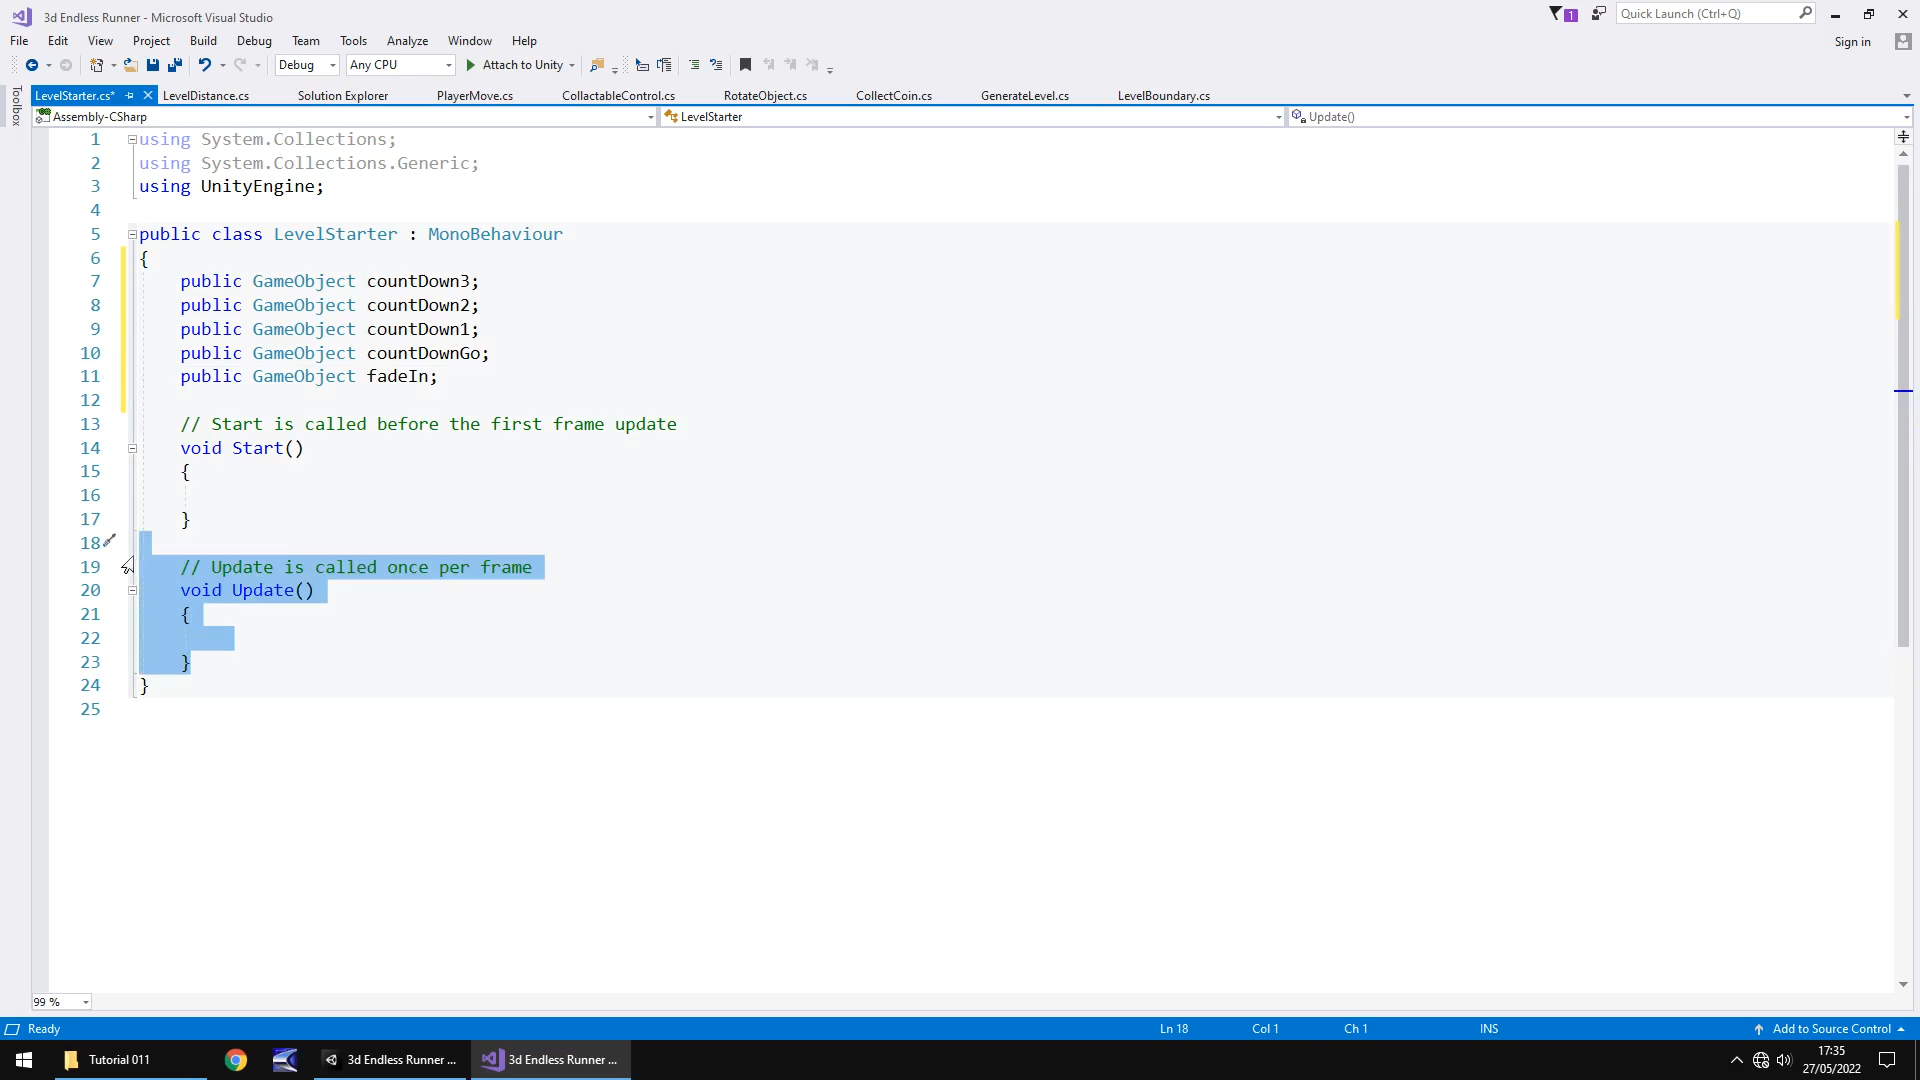 3d Endless Runner - Microsoft Visual Studio
1
Quick Launch (Ctrl+Q)
File Edit View Project Build Debug Team Tools Analyze Window Help
Sign in
Debug Any CPU Attach to Unity
Toolbox
LevelStarter.cs* LevelDistance.cs Solution Explorer PlayerMove.cs CollactableControl.cs RotateObject.cs CollectCoin.cs GenerateLevel.cs LevelBoundary.cs
Assembly-CSharp LevelStarter Update()
1 using System.Collections;
2 using System.Collections.Generic;
3 using UnityEngine;
4
5 public class LevelStarter : MonoBehaviour
6 {
7 public GameObject countDown3;
8 public GameObject countDown2;
9 public GameObject countDown1;
10 public GameObject countDownGo;
11 public GameObject fadeIn;
12
13 // Start is called before the first frame update
14 void Start()
15 {
16
17 }
18
19 // Update is called once per frame
20 void Update()
21 {
22
23 }
24 }
25
99 %
Ready Ln 18 Col 1 Ch 1 INS Add to Source Control
Tutorial 011 3d Endless Runner ... 3d Endless Runner ...
17:35
27/05/2022